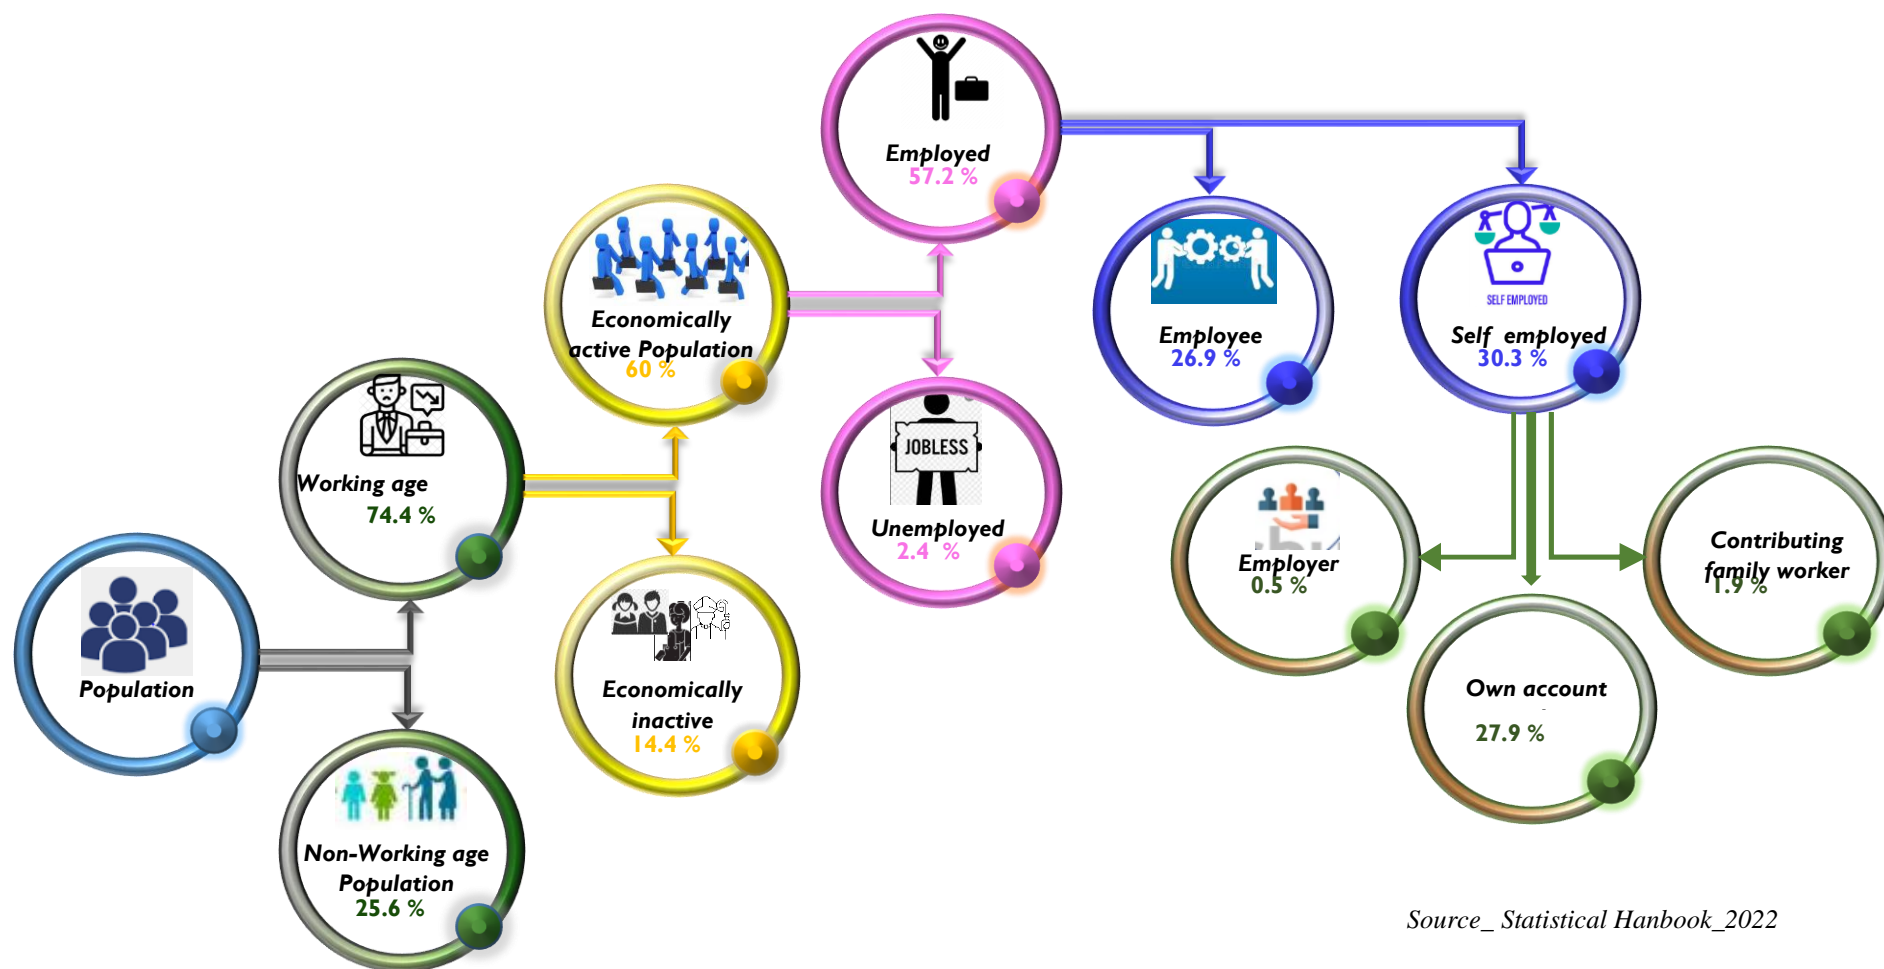 Employed
57.2 %
Economically
active Population
60 %
Employee
26.9 %
SELF EMPLOYED
Self employed
30.3 %
Working age
74.4 %
JOBLESS
Unemployed
2.4 %
Population
Economically
inactive
14.4 %
Employer
0.5 %
Contributing
family worker
1.9 %
Own account
27.9 %
Non-Working age
Population
25.6 %
Source_ Statistical Hanbook_2022